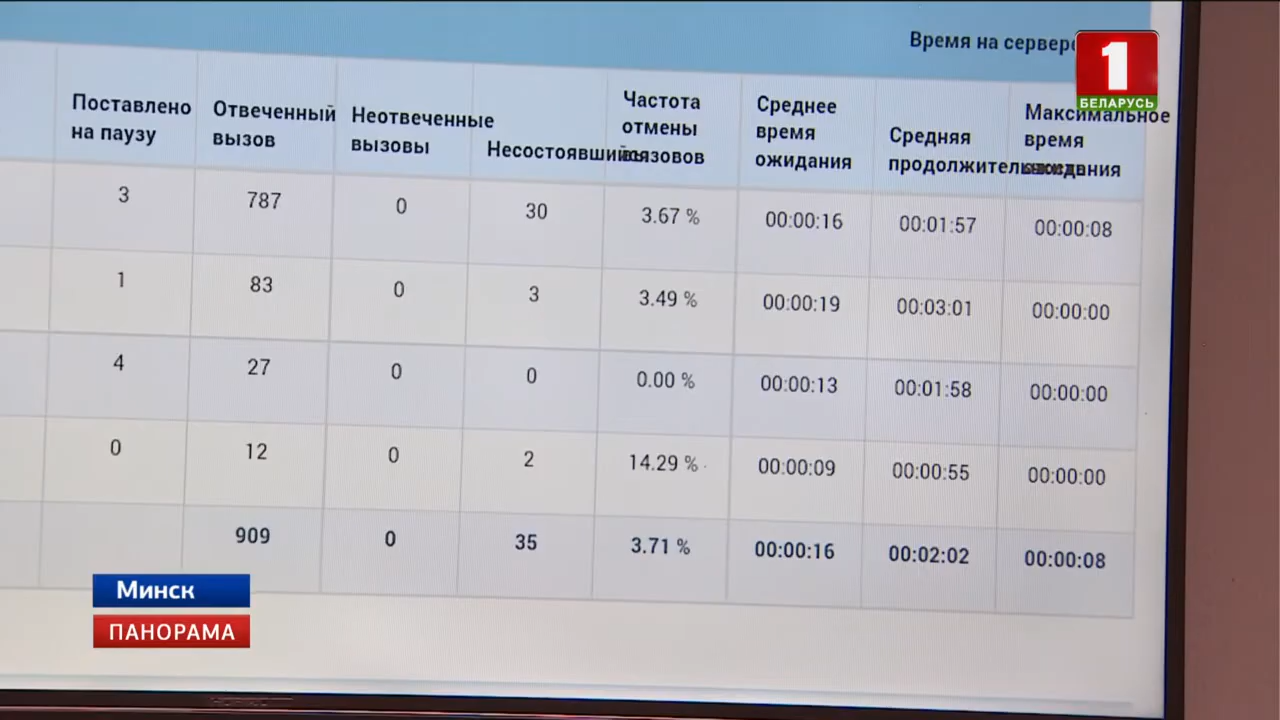 Время на сервере
1
БЕЛАРУСЬ
Поставлено на паузу
Отвеченный вызов
Неотвеченные вызовы
Несостоявшийся
Частота отмены вызовов
Среднее время ожидания
Средняя
Максимальное время ожидания
3 787 0 30 3.67 % 00:00:16 00:01:57 00:00:08
1 83 0 3 3.49 % 00:00:19 00:03:01 00:00:00
4 27 0 0 0.00 % 00:00:13 00:01:58 00:00:00
0 12 0 2 14.29 % 00:00:09 00:00:55 00:00:00
909 0 35 3.71 % 00:00:16 00:02:02 00:00:08
Минск
ПАНОРАМА